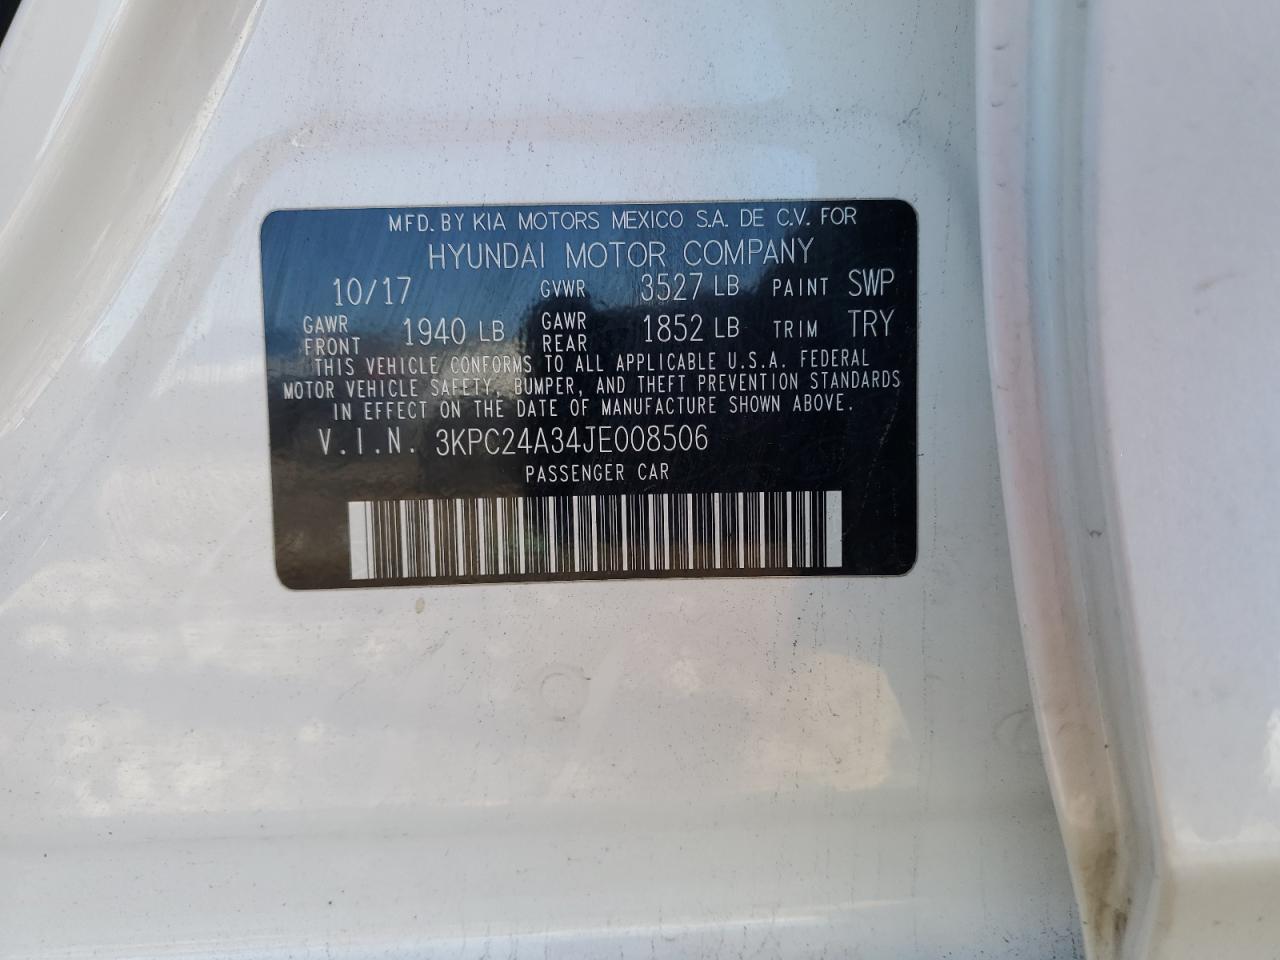 MFD. BY KIA MOTORS MEXICO S.A. DE C.V. FOR
HYUNDAI MOTOR COMPANY
10/17 GVWR 3527 LB PAINT SWP
GAWR FRONT 1940 LB GAWR REAR 1852 LB TRIM TRY
THIS VEHICLE CONFORMS TO ALL APPLICABLE U.S.A. FEDERAL
MOTOR VEHICLE SAFETY, BUMPER, AND THEFT PREVENTION STANDARDS
IN EFFECT ON THE DATE OF MANUFACTURE SHOWN ABOVE.
V.I.N. 3KPC24A34JE008506
PASSENGER CAR